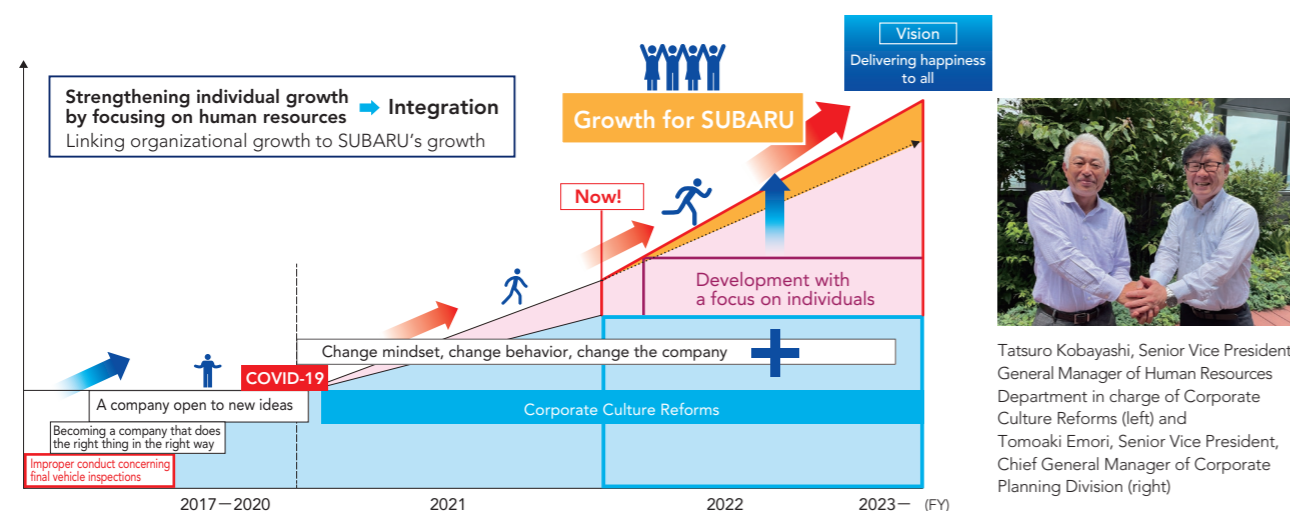 Strengthening individual growth
by focusing on human resources
Integration
Linking organizational growth to SUBARU's growth
Growth for SUBARU
Vision
Delivering happiness
to all
Now!
Development with
a focus on individuals
Change mindset, change behavior, change the company
COVID-19
A company open to new ideas
Corporate Culture Reforms
Becoming a company that does
the right thing in the right way
Improper conduct concerning
final vehicle inspections
2017－2020
2021
2022
2023－
(FY)
Tatsuro Kobayashi, Senior Vice President
General Manager of Human Resources
Department in charge of Corporate
Culture Reforms (left) and
Tomoaki Emori, Senior Vice President,
Chief General Manager of Corporate
Planning Division (right)